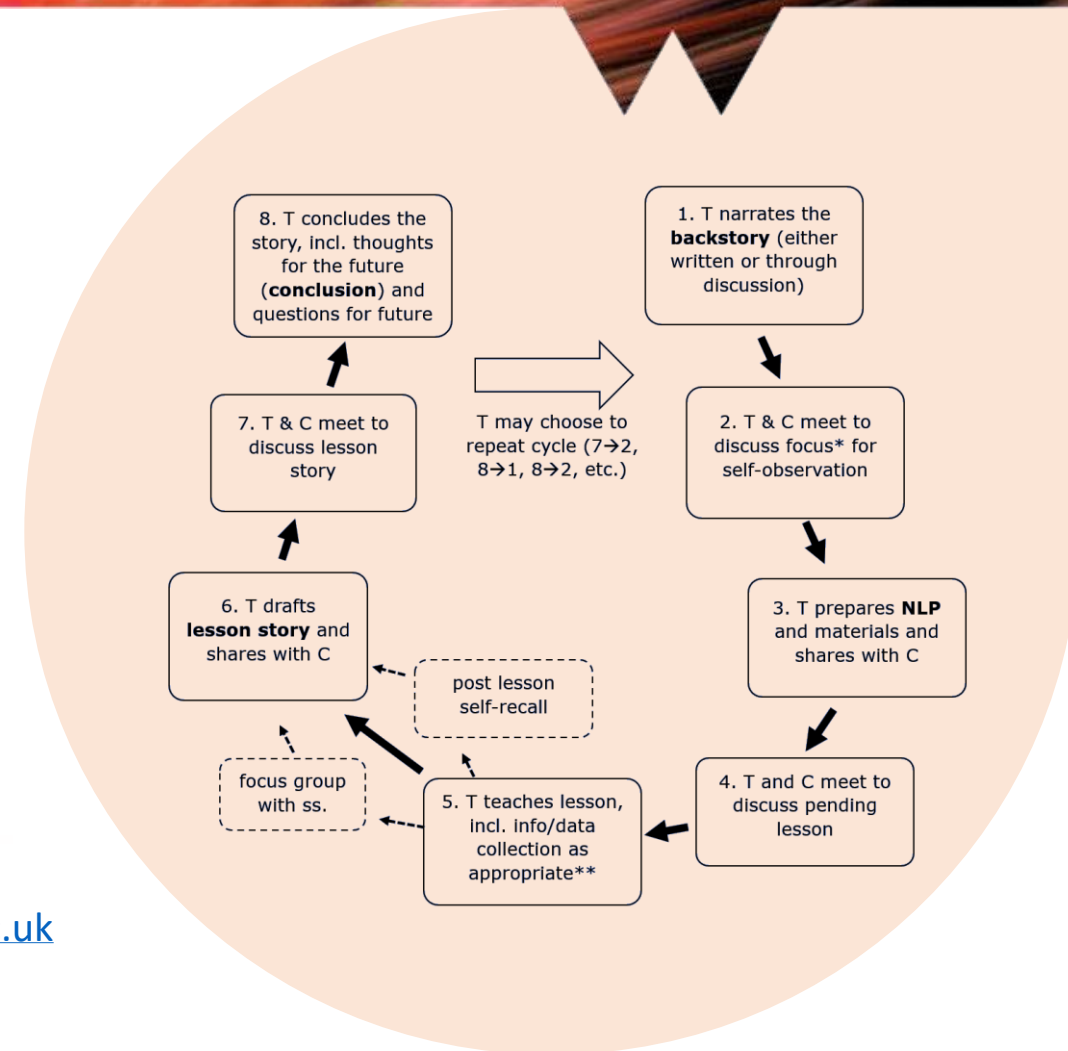 1. T narrates the
backstory (either
written or through
discussion)
2. T & C meet to
discuss focus* for
self-observation
3. T prepares NLP
and materials and
shares with C
4. T and C meet to
discuss pending
lesson
5. T teaches lesson,
incl. info/data
collection as
appropriate**
post lesson
self-recall
focus group
with ss.
6. T drafts
lesson story and
shares with C
7. T & C meet to
discuss lesson
story
8. T concludes the
story, incl. thoughts
for the future
(conclusion) and
questions for future
T may choose to
repeat cycle (7→2,
8→1, 8→2, etc.)
.uk